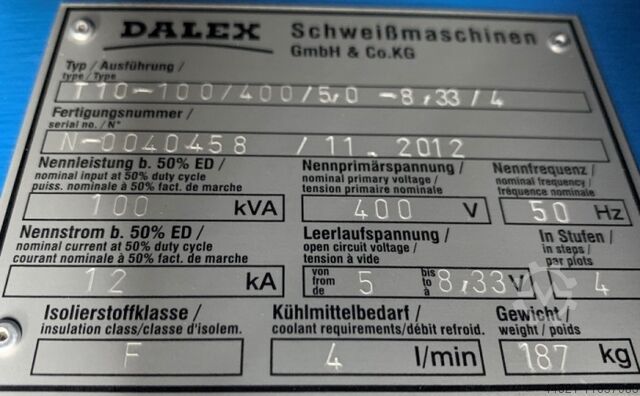 DALEX Schweißmaschinen
GmbH & Co.KG
Typ / Ausführung /
type / Type
T10-100/400/5,0 -8,33/4
Fertigungsnummer /
serial no. / N°
N-0040458 / 11.2012
Nennleistung b. 50% ED /
nominal input at 50% duty cycle
puiss. nominale à 50% fact. de marche
100 kVA
Nennprimärspannung /
nominal primary voltage /
tension primaire nominale
400 V
Nennfrequenz /
nominal frequency /
fréquence nominale
50 Hz
Nennstrom b. 50% ED /
nominal current at 50% duty cycle
courant nominale à 50% fact. de marche
12 kA
Leerlaufspannung /
open circuit voltage /
tension à vide
von
from
de
5
bis
to
à
8,33V
In Stufen /
in steps /
par plots
4
Isolierstoffklasse /
insulation class/classe d'isolem.
F
Kühlmittelbedarf /
coolant requirements/débit refroid.
4 l/min
Gewicht /
weight / poids
187 kg